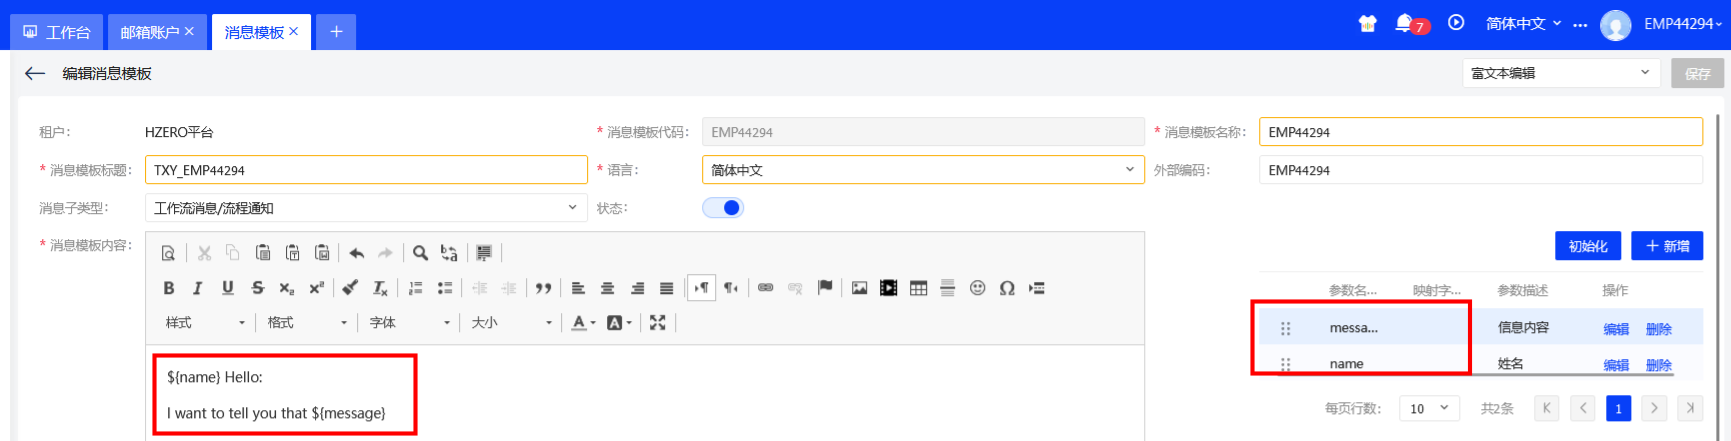 工作台 邮箱账户 × 消息模板 × + 7 简体中文 ··· EMP44294
编辑消息模板 富文本编辑 保存
租户: HZERO平台 * 消息模板代码: EMP44294 * 消息模板名称: EMP44294
* 消息模板标题: TXY_EMP44294 * 语言: 简体中文 外部编码: EMP44294
消息子类型: 工作流消息/流程通知 状态:
* 消息模板内容: 初始化 + 新增
样式 格式 字体 大小
参数名... 映射字... 参数描述 操作
messa... 信息内容 编辑 删除
name 姓名 编辑 删除
${name} Hello:
I want to tell you that ${message}
每页行数: 10 共2条 1